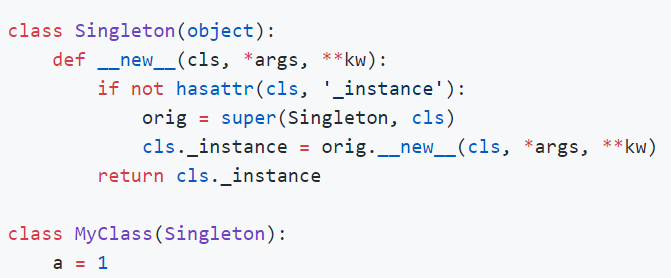 class Singleton(object):
    def __new__(cls, *args, **kw):
        if not hasattr(cls, '_instance'):
            orig = super(Singleton, cls)
            cls._instance = orig.__new__(cls, *args, **kw)
        return cls._instance

class MyClass(Singleton):
    a = 1